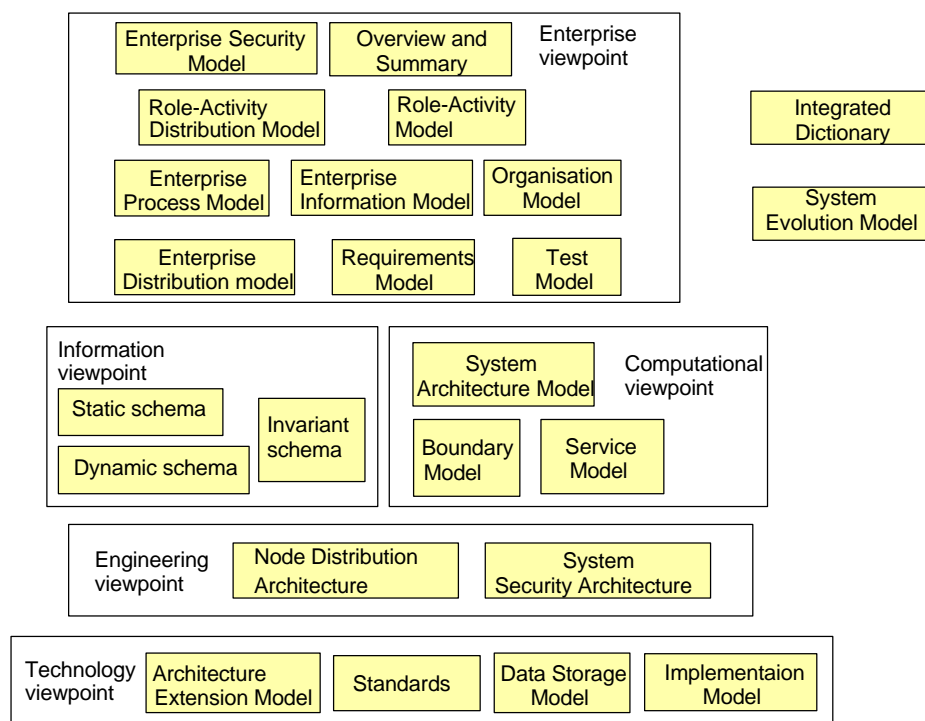 Enterprise Security
Model
Overview and
Summary
Enterprise
viewpoint
Role-Activity
Distribution Model
Role-Activity
Model
Integrated
Dictionary
Enterprise
Process Model
Enterprise
Information Model
Organisation
Model
System
Evolution Model
Enterprise
Distribution model
Requirements
Model
Test
Model
Information
viewpoint
Static schema
Invariant
schema
Dynamic schema
System
Architecture Model
Computational
viewpoint
Boundary
Model
Service
Model
Engineering
viewpoint
Node Distribution
Architecture
System
Security Architecture
Technology
viewpoint
Architecture
Extension Model
Standards
Data Storage
Model
Implementaion
Model